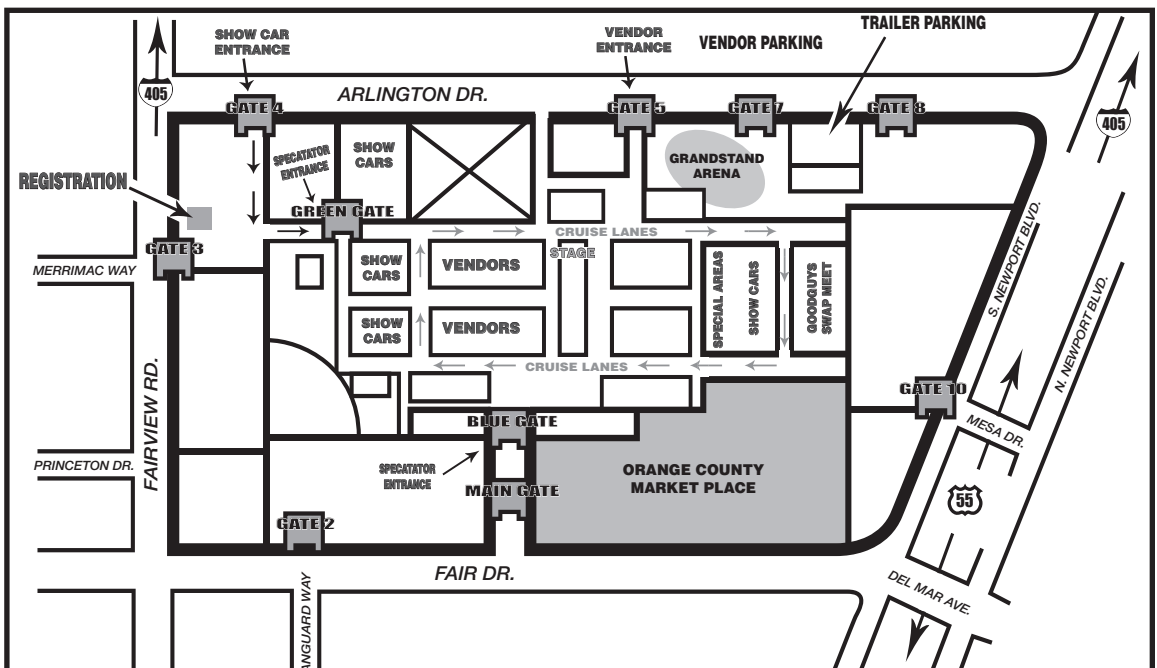 SHOW CAR
ENTRANCE
VENDOR
ENTRANCE
VENDOR PARKING
TRAILER PARKING
405
GATE 4
ARLINGTON DR.
GATE 5
GATE 7
GATE 8
405
SPECATATOR
ENTRANCE
SHOW
CARS
GRANDSTAND
ARENA
REGISTRATION
GREEN GATE
CRUISE LANES
GATE 3
MERRIMAC WAY
SHOW
CARS
VENDORS
STAGE
SPECIAL AREAS
SHOW CARS
GOODGUYS
SWAP MET
S. NEWPORT BLVD.
N. NEWPORT BLVD.
SHOW
CARS
VENDORS
CRUISE LANES
FAIRVIEW RD.
GATE 10
BLUE GATE
MESA DR.
PRINCETON DR.
SPECATATOR
ENTRANCE
MAIN GATE
ORANGE COUNTY
MARKET PLACE
55
GATE 2
FAIR DR.
DEL MAR AVE.
ANGUARD WAY